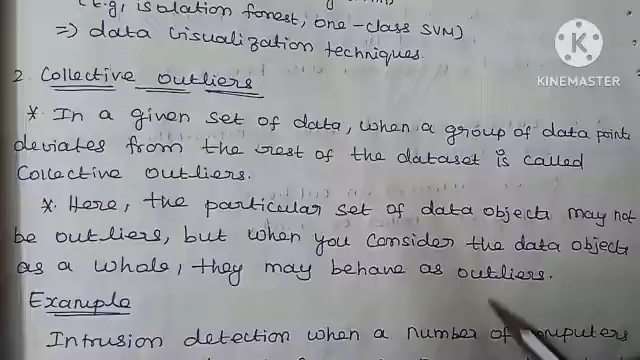 (E.g, isolation forest, one-class SVM)
=> data visualization techniques.
2. Collective Outliers
* In a given set of data, when a group of data points
deviates from the rest of the dataset is called
Collective outliers.
* Here, the particular set of data objects may not
be outliers, but when you consider the data objects
as a whole, they may behave as outliers.
Example
Intrusion detection when a number of computers
K
KINEMASTER